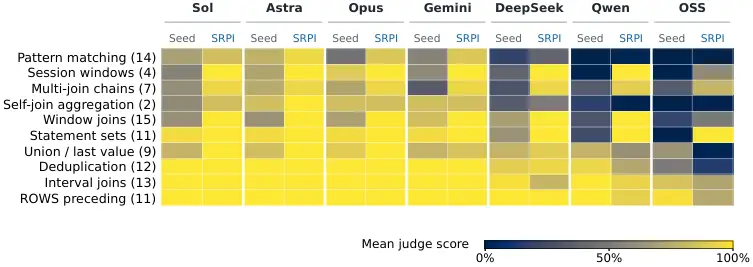 Sol Astra Opus Gemini DeepSeek Qwen OSS
Seed SRPI Seed SRPI Seed SRPI Seed SRPI Seed SRPI Seed SRPI Seed SRPI
Pattern matching (14)
Session windows (4)
Multi-join chains (7)
Self-join aggregation (2)
Window joins (15)
Statement sets (11)
Union / last value (9)
Deduplication (12)
Interval joins (13)
ROWS preceding (11)
Mean judge score
0% 50% 100%